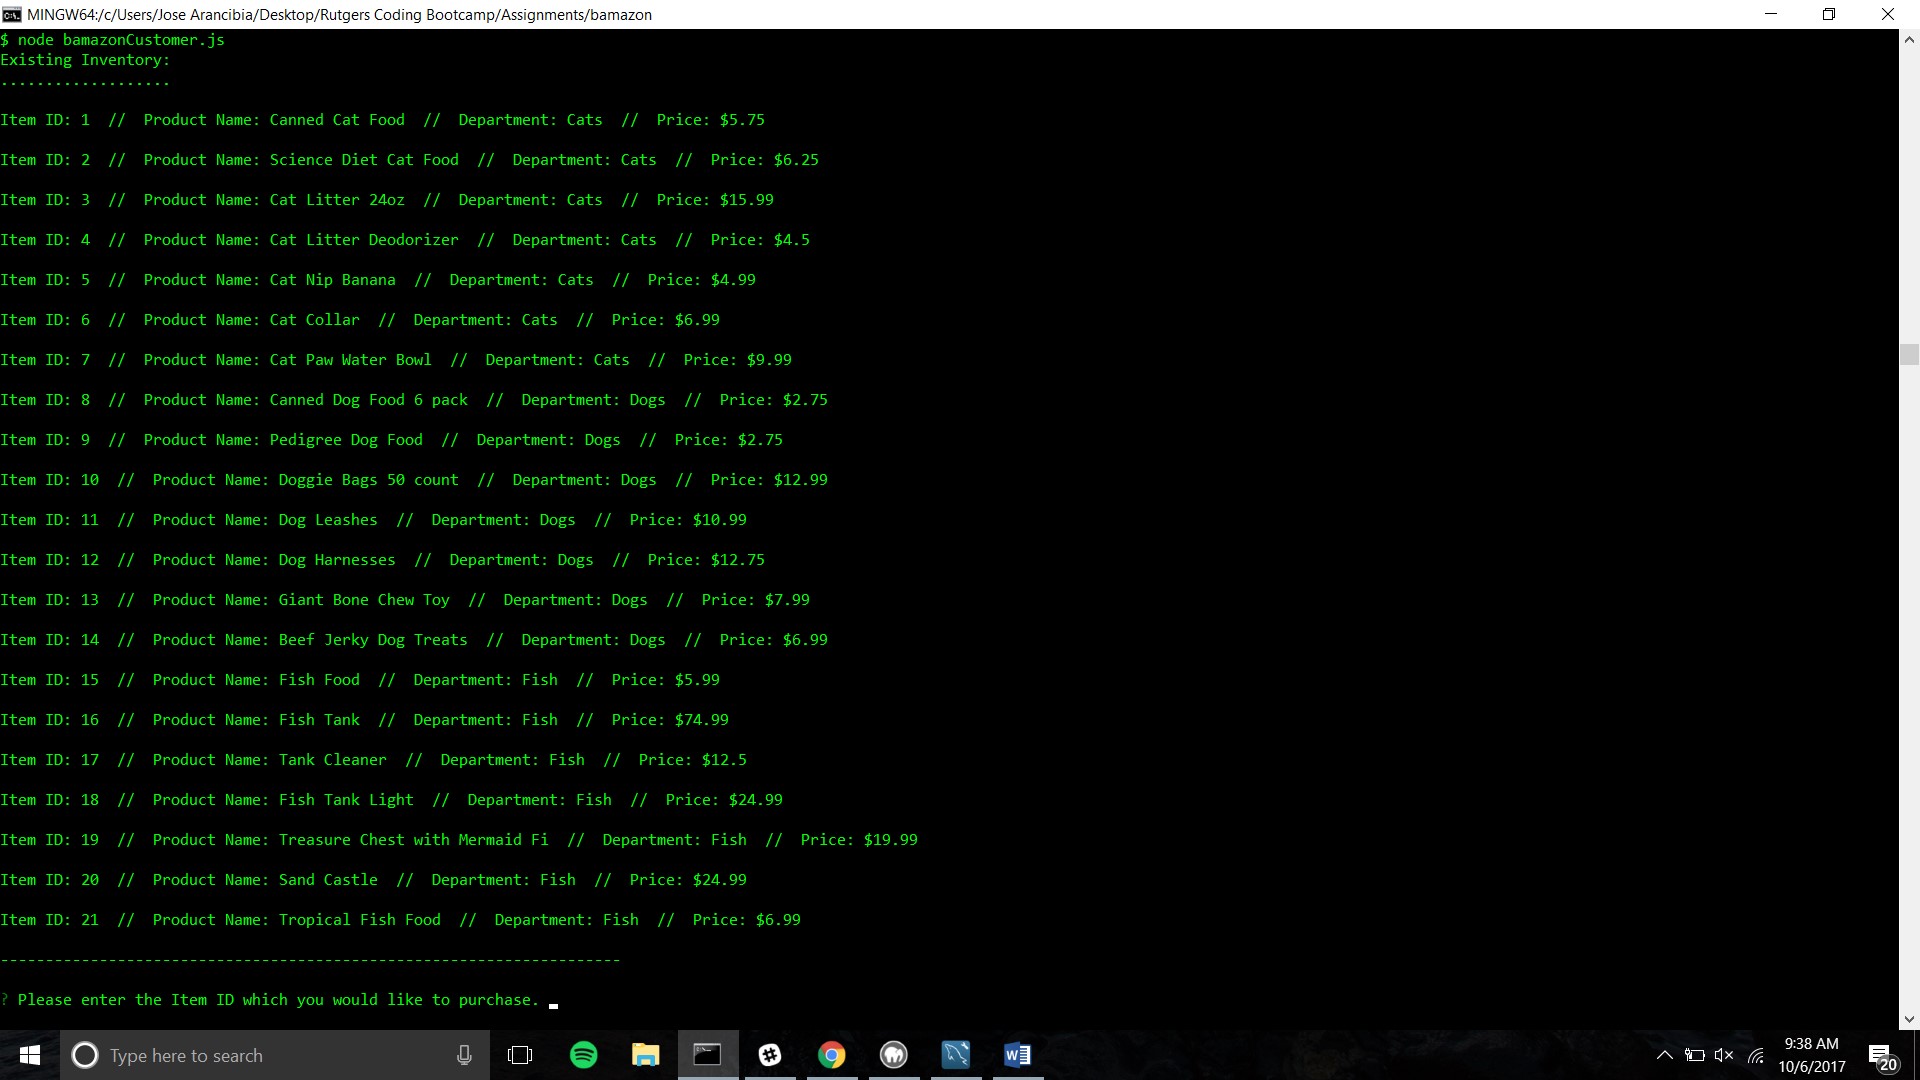 MINGW64:/c/Users/Jose Arancibia/Desktop/Rutgers Coding Bootcamp/Assignments/bamazon
$ node bamazonCustomer.js
Existing Inventory:
...................
Item ID: 1  //  Product Name: Canned Cat Food  //  Department: Cats  //  Price: $5.75
Item ID: 2  //  Product Name: Science Diet Cat Food  //  Department: Cats  //  Price: $6.25
Item ID: 3  //  Product Name: Cat Litter 24oz  //  Department: Cats  //  Price: $15.99
Item ID: 4  //  Product Name: Cat Litter Deodorizer  //  Department: Cats  //  Price: $4.5
Item ID: 5  //  Product Name: Cat Nip Banana  //  Department: Cats  //  Price: $4.99
Item ID: 6  //  Product Name: Cat Collar  //  Department: Cats  //  Price: $6.99
Item ID: 7  //  Product Name: Cat Paw Water Bowl  //  Department: Cats  //  Price: $9.99
Item ID: 8  //  Product Name: Canned Dog Food 6 pack  //  Department: Dogs  //  Price: $2.75
Item ID: 9  //  Product Name: Pedigree Dog Food  //  Department: Dogs  //  Price: $2.75
Item ID: 10  //  Product Name: Doggie Bags 50 count  //  Department: Dogs  //  Price: $12.99
Item ID: 11  //  Product Name: Dog Leashes  //  Department: Dogs  //  Price: $10.99
Item ID: 12  //  Product Name: Dog Harnesses  //  Department: Dogs  //  Price: $12.75
Item ID: 13  //  Product Name: Giant Bone Chew Toy  //  Department: Dogs  //  Price: $7.99
Item ID: 14  //  Product Name: Beef Jerky Dog Treats  //  Department: Dogs  //  Price: $6.99
Item ID: 15  //  Product Name: Fish Food  //  Department: Fish  //  Price: $5.99
Item ID: 16  //  Product Name: Fish Tank  //  Department: Fish  //  Price: $74.99
Item ID: 17  //  Product Name: Tank Cleaner  //  Department: Fish  //  Price: $12.5
Item ID: 18  //  Product Name: Fish Tank Light  //  Department: Fish  //  Price: $24.99
Item ID: 19  //  Product Name: Treasure Chest with Mermaid Fi  //  Department: Fish  //  Price: $19.99
Item ID: 20  //  Product Name: Sand Castle  //  Department: Fish  //  Price: $24.99
Item ID: 21  //  Product Name: Tropical Fish Food  //  Department: Fish  //  Price: $6.99
---------------------------------------------------------------------
? Please enter the Item ID which you would like to purchase.
Type here to search
9:38 AM
10/6/2017
20